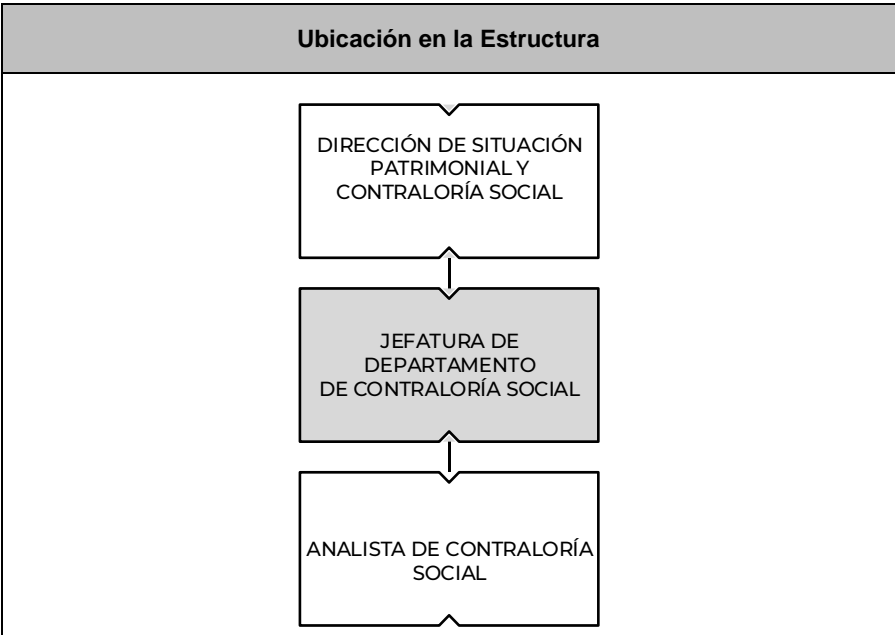 Ubicación en la Estructura
DIRECCIÓN DE SITUACIÓN
PATRIMONIAL Y
CONTRALORÍA SOCIAL
JEFATURA DE
DEPARTAMENTO
DE CONTRALORÍA SOCIAL
ANALISTA DE CONTRALORÍA
SOCIAL